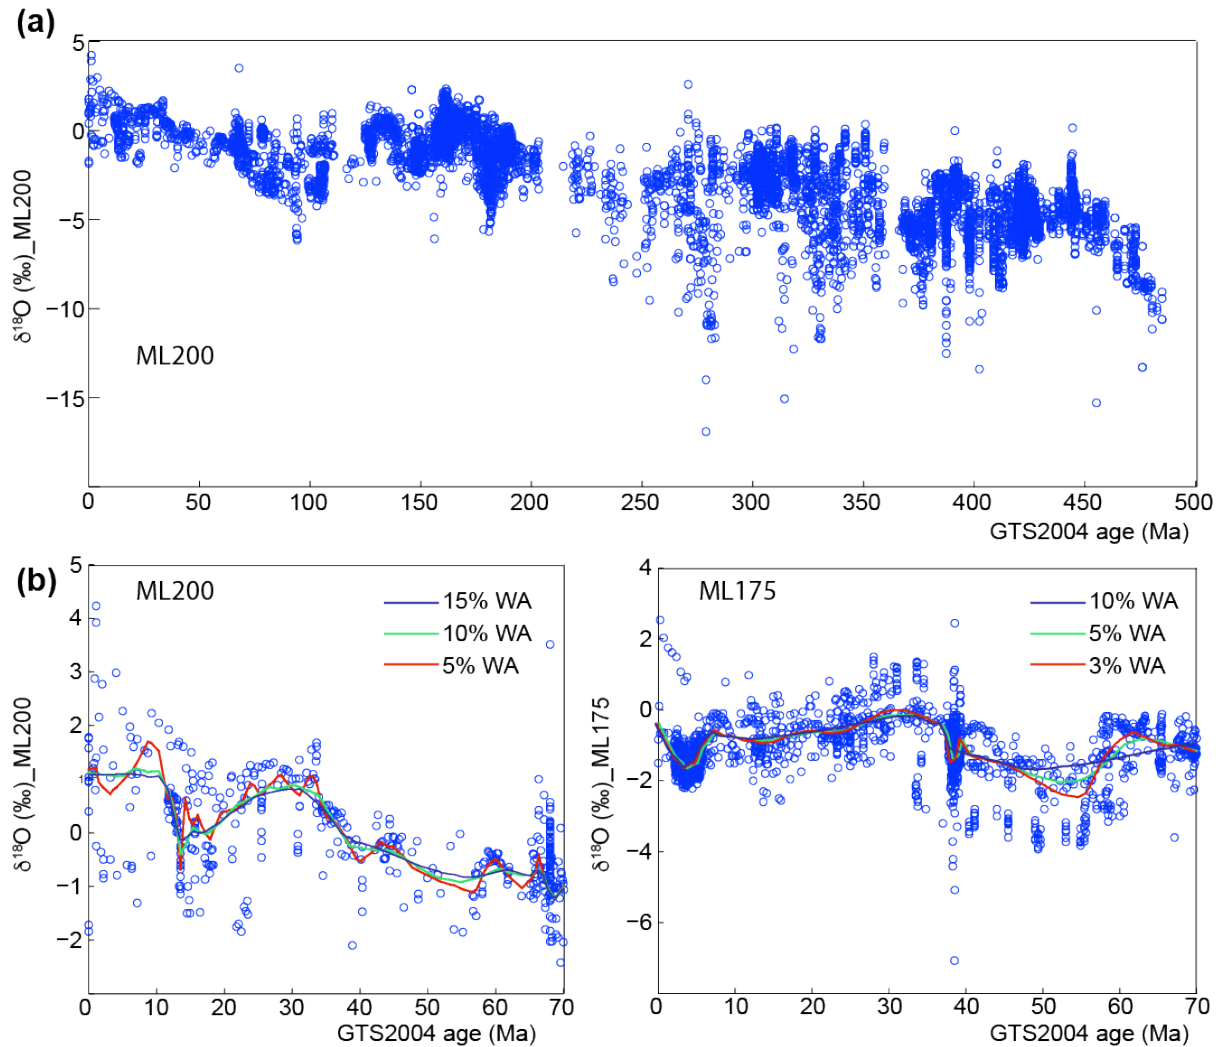 (a)
5
0
−5
−10
−15
δ¹⁸O (‰)_ML200
ML200
0 50 100 150 200 250 300 350 400 450 500
GTS2004 age (Ma)
(b)
5
4
3
2
1
0
−1
−2
δ¹⁸O (‰)_ML200
ML200
15% WA
10% WA
5% WA
0 10 20 30 40 50 60 70
GTS2004 age (Ma)
4
2
0
−2
−4
−6
δ¹⁸O (‰)_ML175
ML175
10% WA
5% WA
3% WA
0 10 20 30 40 50 60 70
GTS2004 age (Ma)